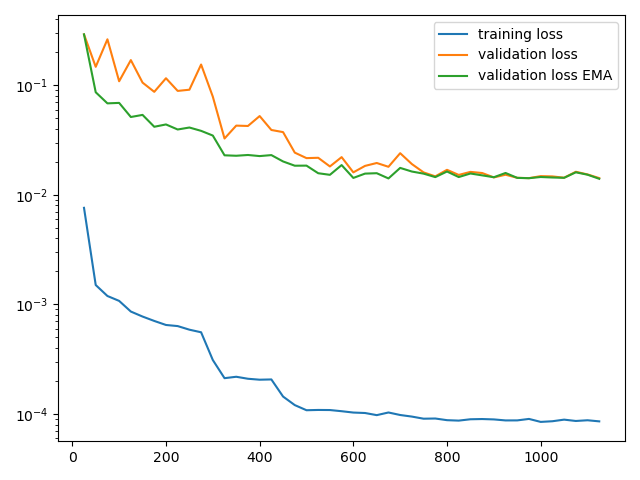 training loss
validation loss
validation loss EMA
10⁻¹
10⁻²
10⁻³
10⁻⁴
0 200 400 600 800 1000